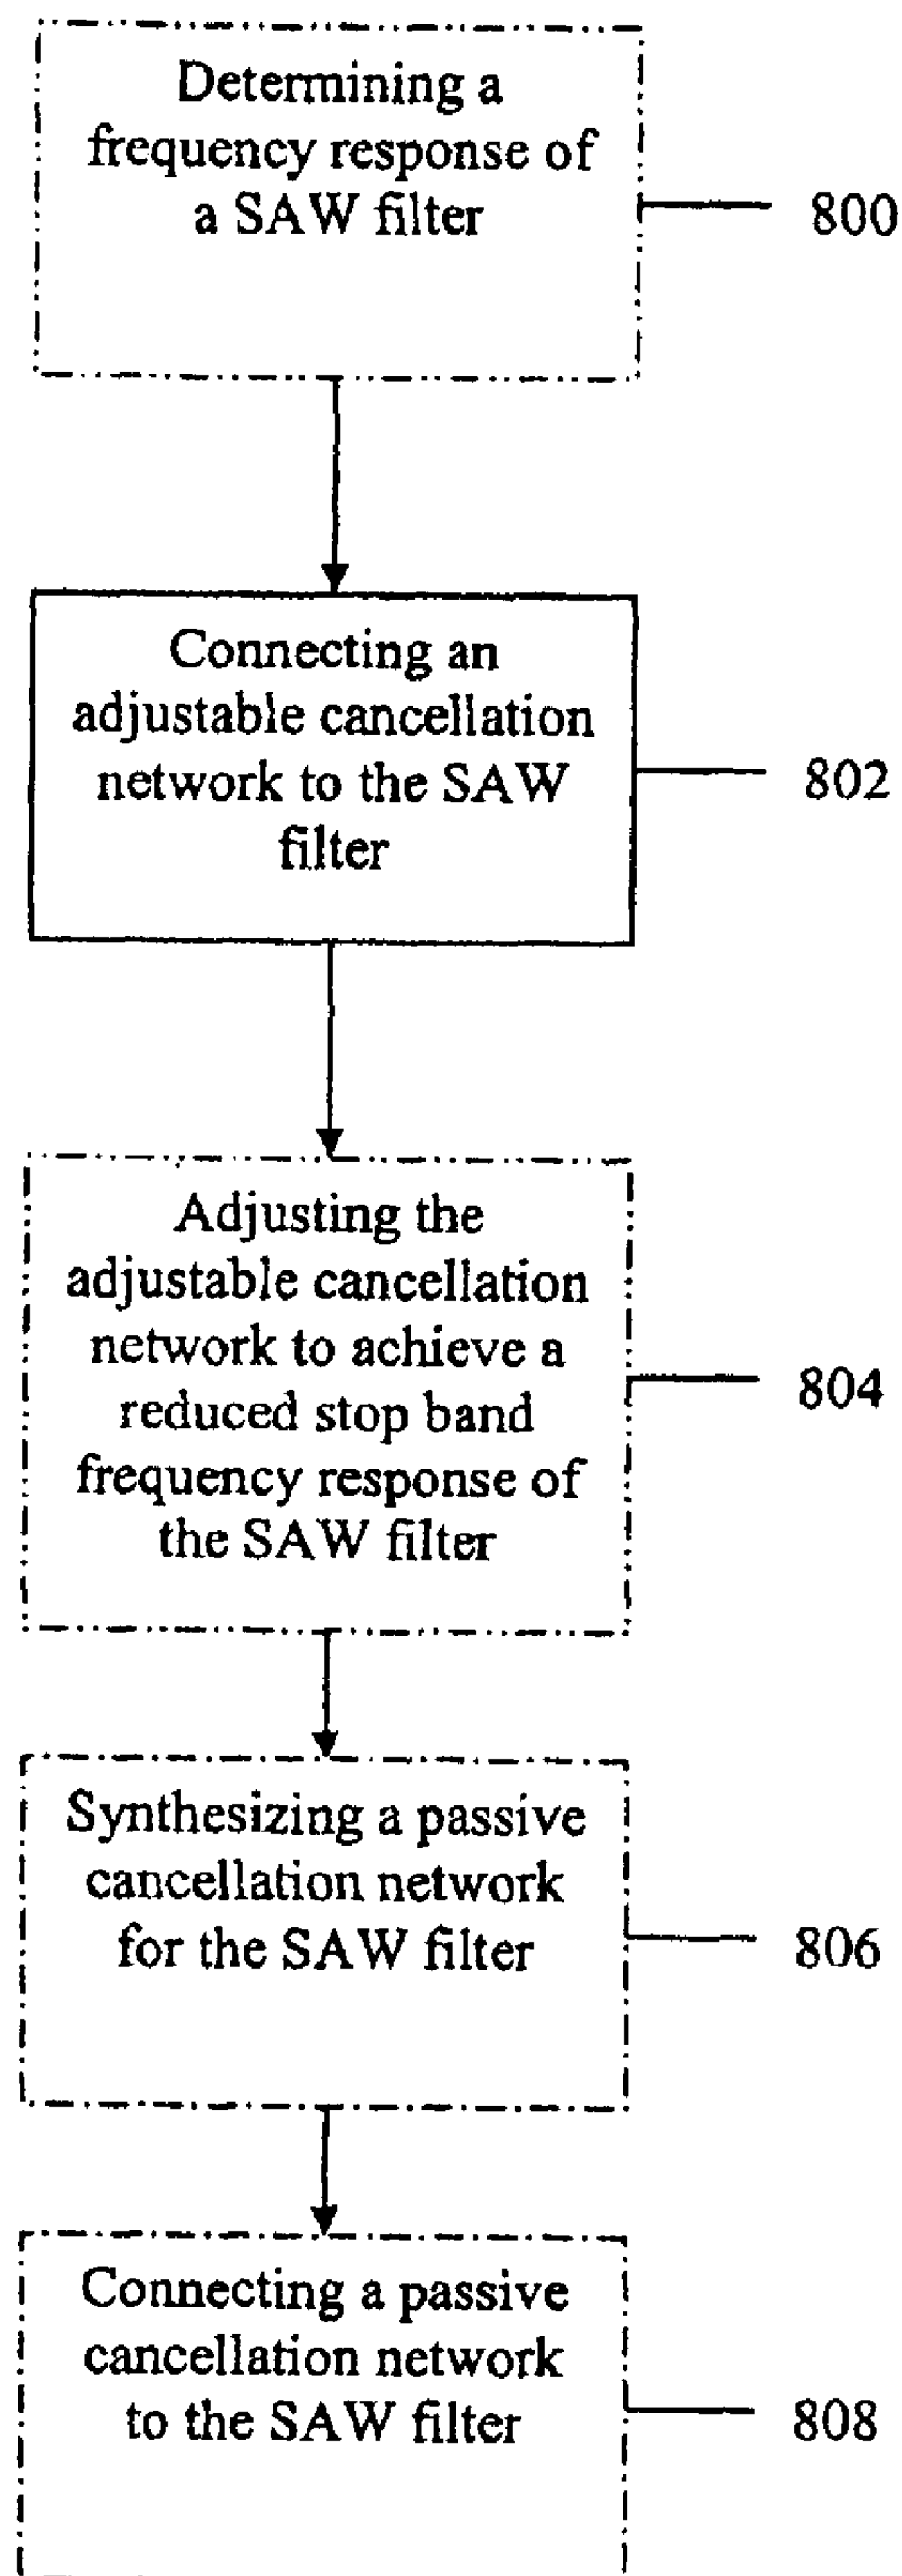 Determining a
frequency response of
a SAW filter
800
Connecting an
adjustable cancellation
network to the SAW
filter
802
Adjusting the
adjustable cancellation
network to achieve a
reduced stop band
frequency response of
the SAW filter
804
Synthesizing a passive
cancellation network
for the SAW filter
806
Connecting a passive
cancellation network
to the SAW filter
808